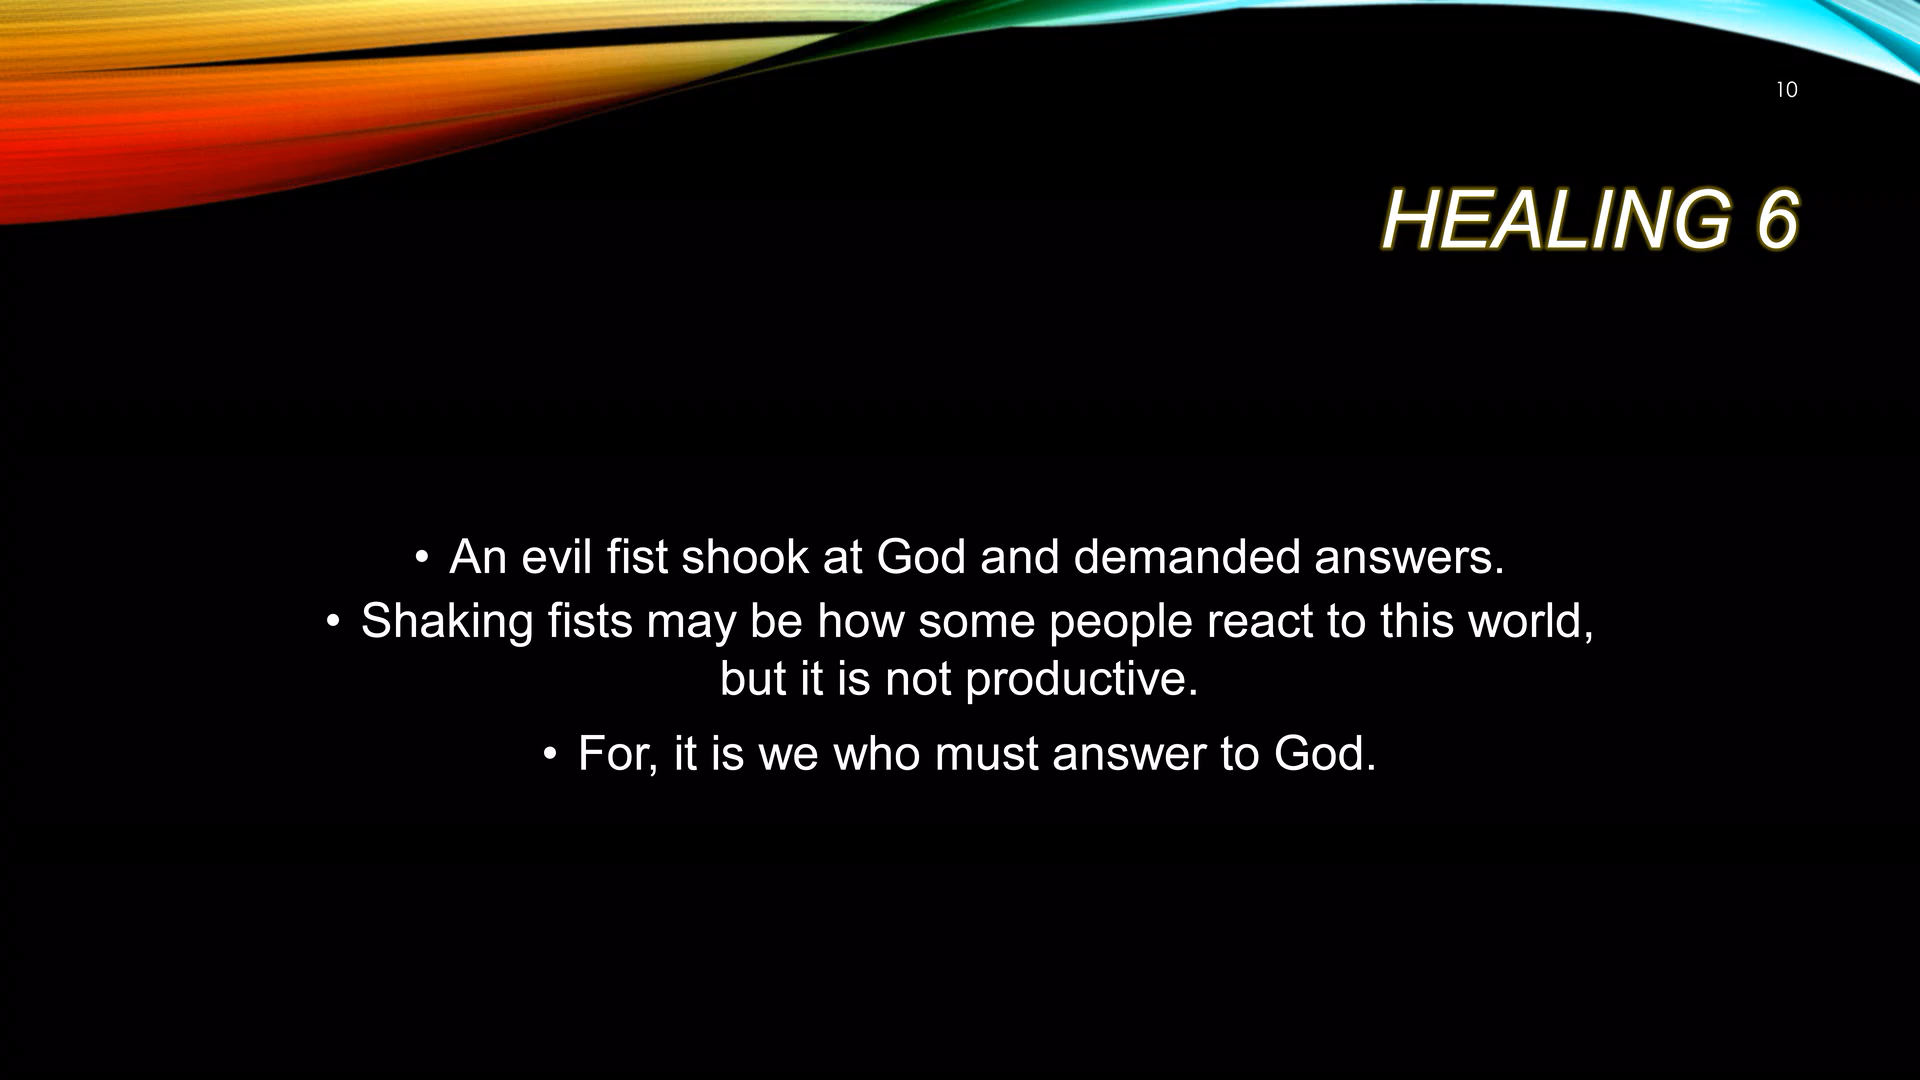 10
HEALING 6
• An evil fist shook at God and demanded answers.
• Shaking fists may be how some people react to this world,
but it is not productive.
• For, it is we who must answer to God.